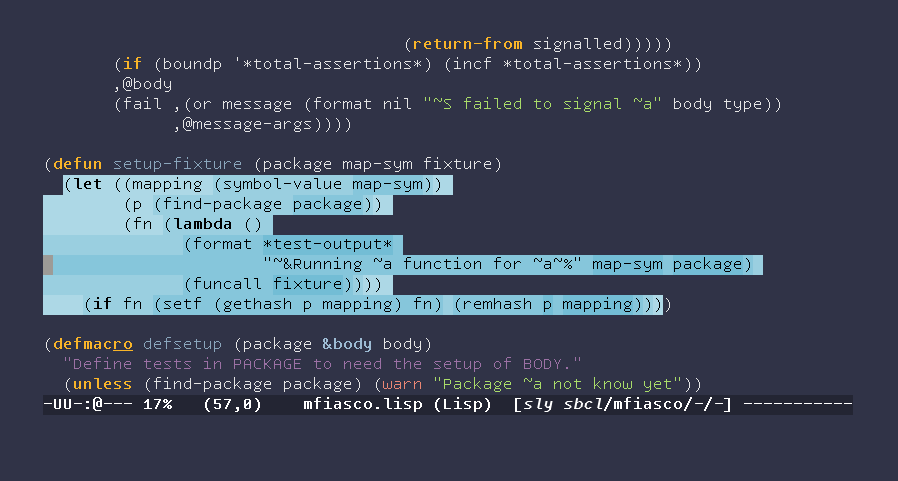 (return-from signalled)))))
(if (boundp '*total-assertions*) (incf *total-assertions*))
,@body
(fail ,(or message (format nil "~S failed to signal ~a" body type))
,@message-args))))
(defun setup-fixture (package map-sym fixture)
(let ((mapping (symbol-value map-sym))
(p (find-package package))
(fn (lambda ()
(format *test-output*
"~&Running ~a function for ~a~%" map-sym package)
(funcall fixture))))
(if fn (setf (gethash p mapping) fn) (remhash p mapping))))
(defmacro defsetup (package &body body)
"Define tests in PACKAGE to need the setup of BODY."
(unless (find-package package) (warn "Package ~a not know yet"))
-UU-:@--- 17% (57,0) mfiasco.lisp (Lisp) [sly sbcl/mfiasco/-/-] -----------